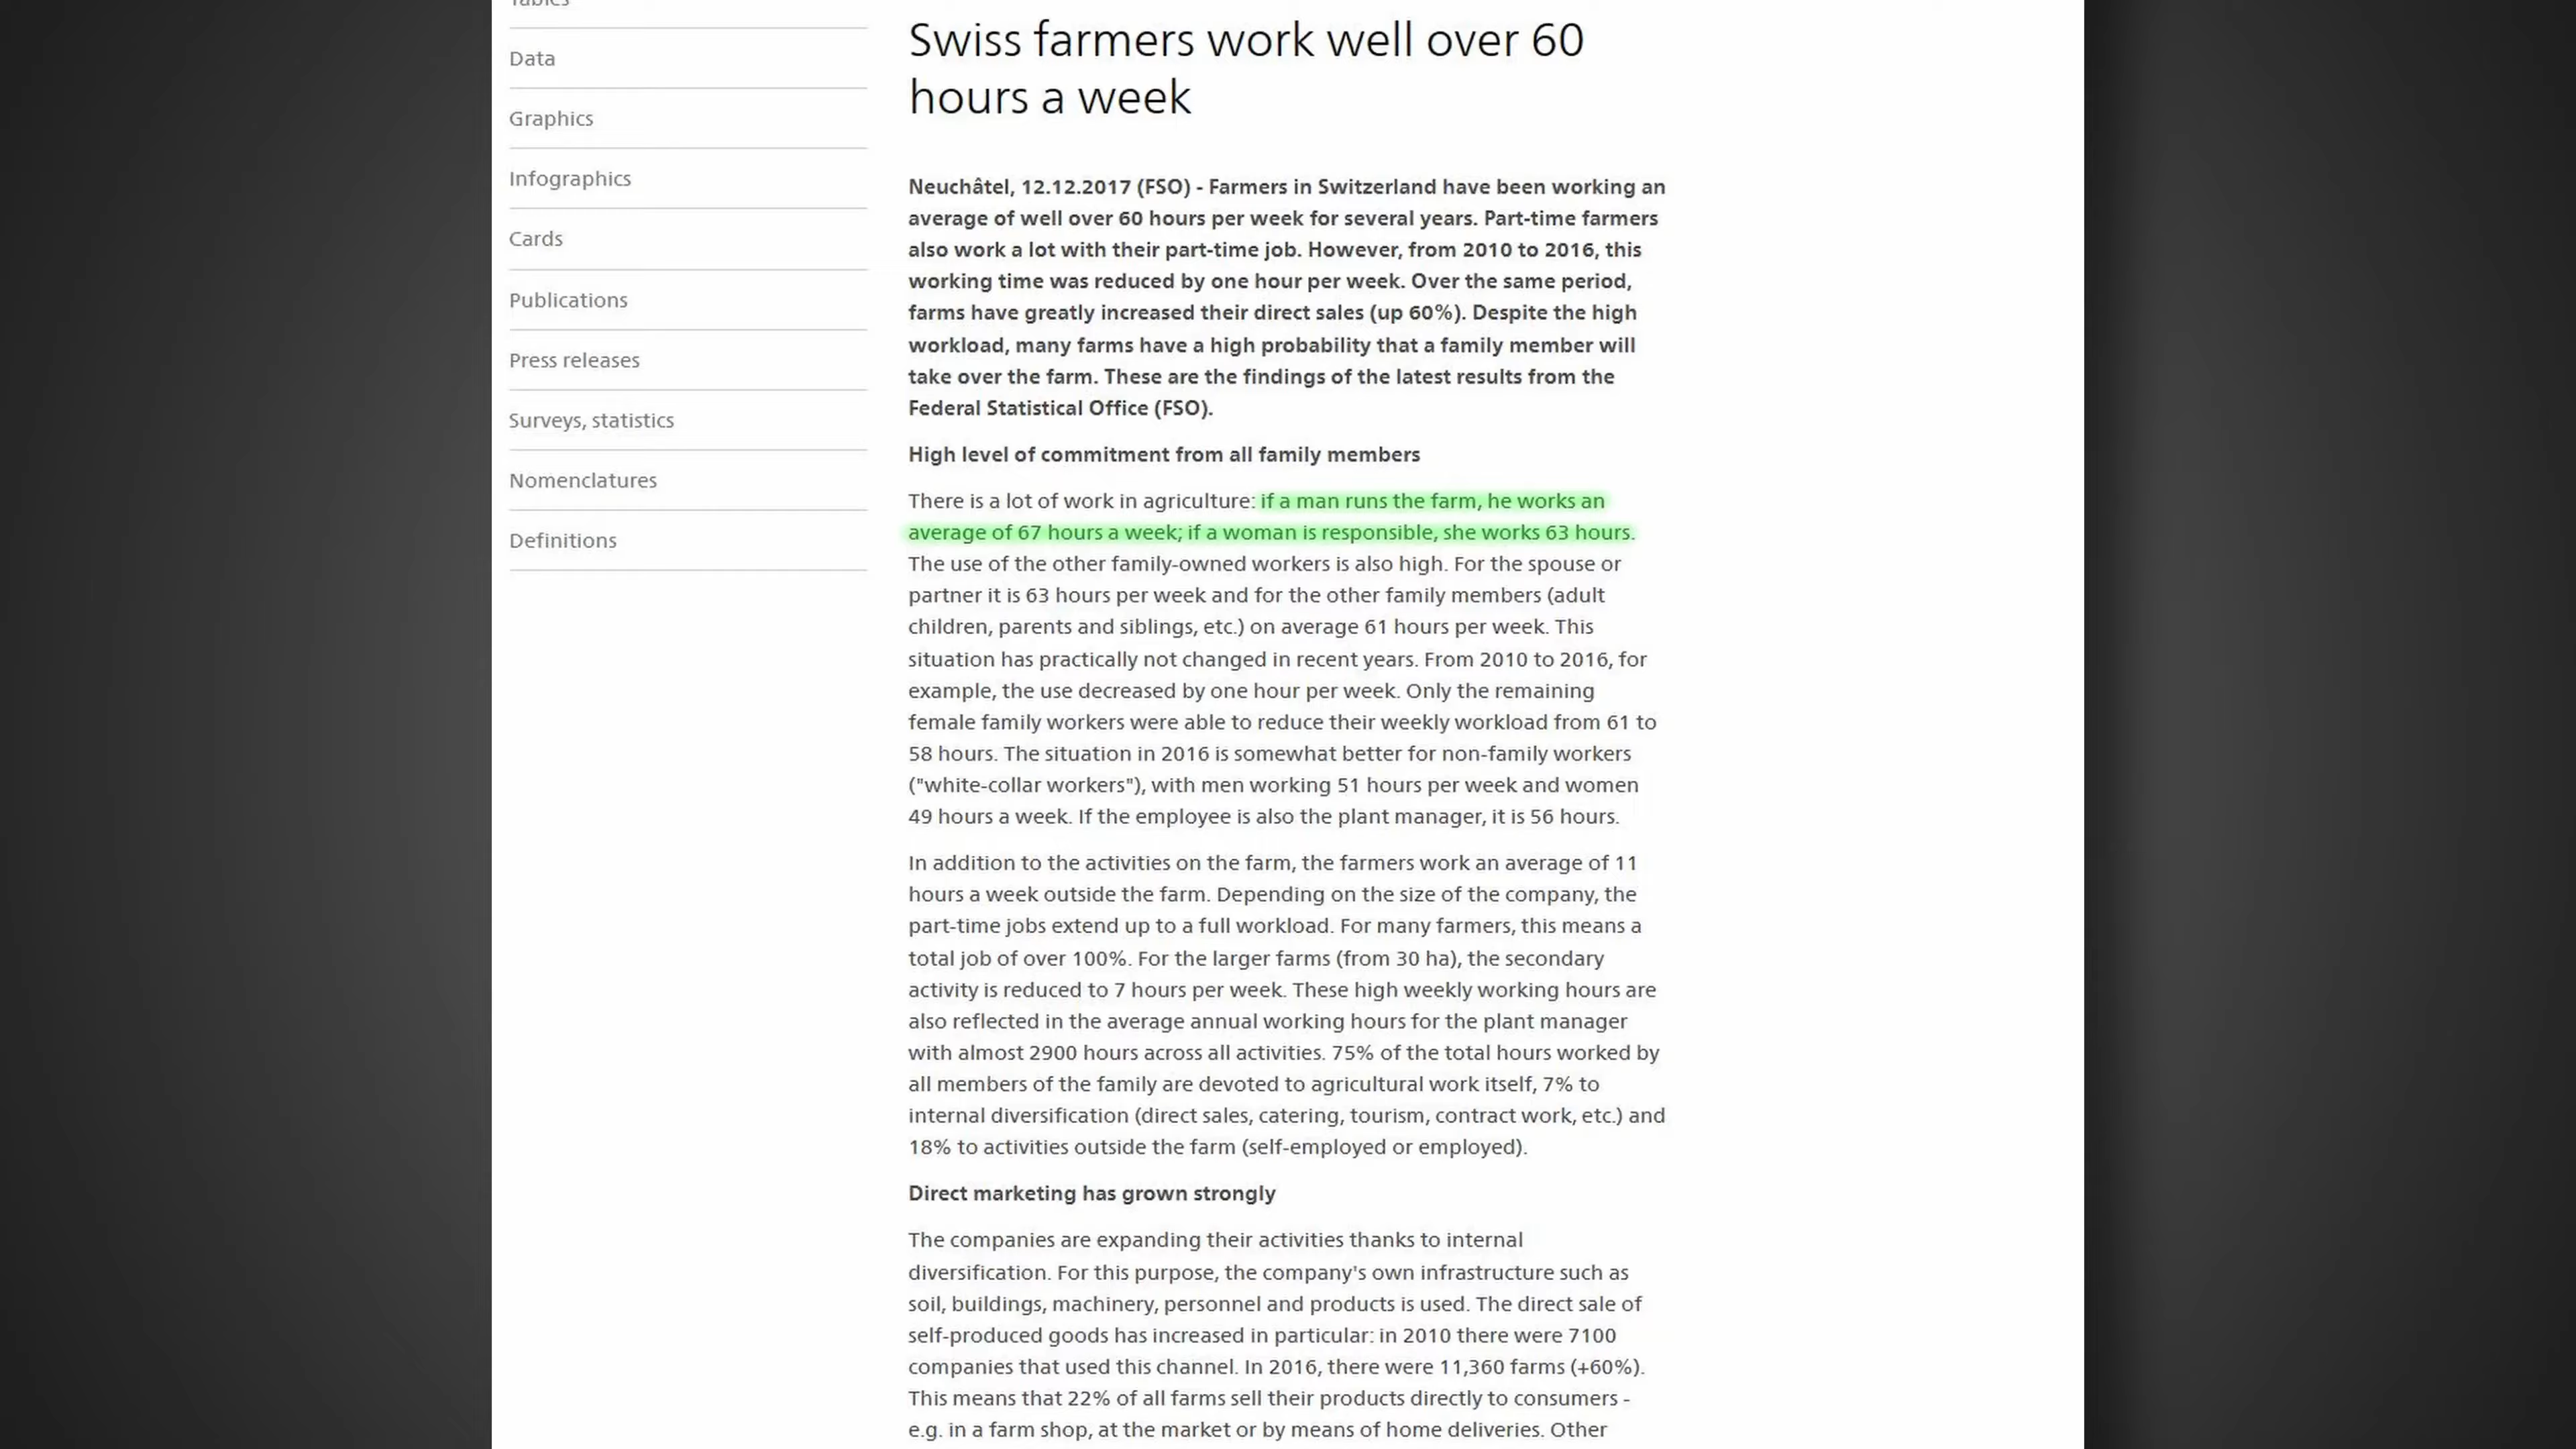 Tables
Data
Graphics
Infographics
Cards
Publications
Press releases
Surveys, statistics
Nomenclatures
Definitions
Swiss farmers work well over 60
hours a week
Neuchâtel, 12.12.2017 (FSO) - Farmers in Switzerland have been working an
average of well over 60 hours per week for several years. Part-time farmers
also work a lot with their part-time job. However, from 2010 to 2016, this
working time was reduced by one hour per week. Over the same period,
farms have greatly increased their direct sales (up 60%). Despite the high
workload, many farms have a high probability that a family member will
take over the farm. These are the findings of the latest results from the
Federal Statistical Office (FSO).
High level of commitment from all family members
There is a lot of work in agriculture: if a man runs the farm, he works an
average of 67 hours a week; if a woman is responsible, she works 63 hours.
The use of the other family-owned workers is also high. For the spouse or
partner it is 63 hours per week and for the other family members (adult
children, parents and siblings, etc.) on average 61 hours per week. This
situation has practically not changed in recent years. From 2010 to 2016, for
example, the use decreased by one hour per week. Only the remaining
female family workers were able to reduce their weekly workload from 61 to
58 hours. The situation in 2016 is somewhat better for non-family workers
("white-collar workers"), with men working 51 hours per week and women
49 hours a week. If the employee is also the plant manager, it is 56 hours.
In addition to the activities on the farm, the farmers work an average of 11
hours a week outside the farm. Depending on the size of the company, the
part-time jobs extend up to a full workload. For many farmers, this means a
total job of over 100%. For the larger farms (from 30 ha), the secondary
activity is reduced to 7 hours per week. These high weekly working hours are
also reflected in the average annual working hours for the plant manager
with almost 2900 hours across all activities. 75% of the total hours worked by
all members of the family are devoted to agricultural work itself, 7% to
internal diversification (direct sales, catering, tourism, contract work, etc.) and
18% to activities outside the farm (self-employed or employed).
Direct marketing has grown strongly
The companies are expanding their activities thanks to internal
diversification. For this purpose, the company's own infrastructure such as
soil, buildings, machinery, personnel and products is used. The direct sale of
self-produced goods has increased in particular: in 2010 there were 7100
companies that used this channel. In 2016, there were 11,360 farms (+60%).
This means that 22% of all farms sell their products directly to consumers -
e.g. in a farm shop, at the market or by means of home deliveries. Other